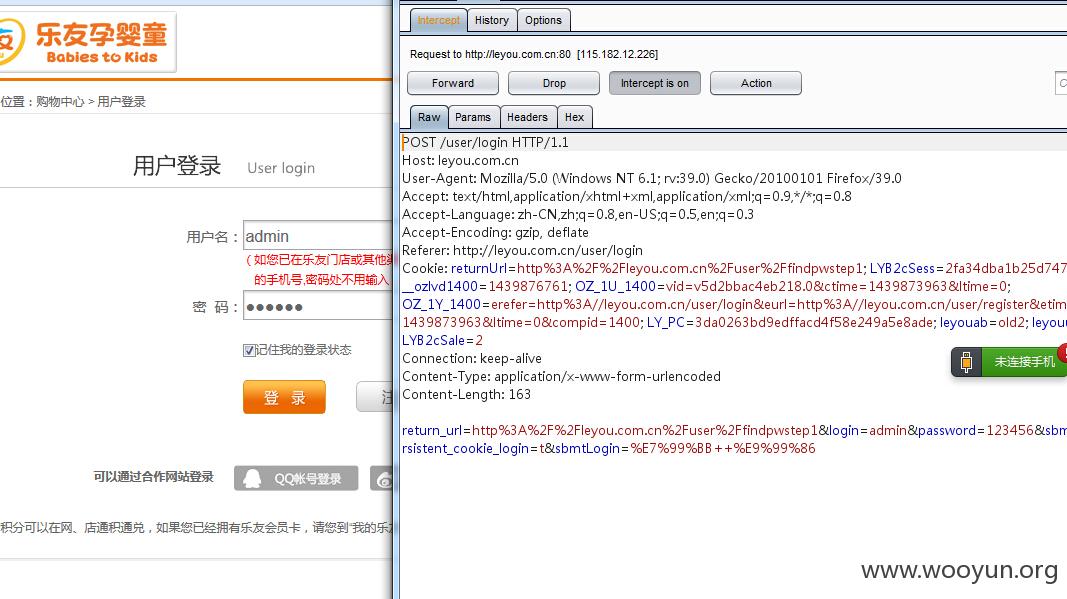 乐友孕婴童
Babies to Kids
位置：购物中心 > 用户登录
用户登录 User login
用户名：admin
（如您已在乐友门店或其他渠
的手机号,密码处不用输入
密 码：●●●●●●
记住我的登录状态
登 录
可以通过合作网站登录 QQ帐号登录
积分可以在网、店通积通兑，如果您已经拥有乐友会员卡，请您到“我的乐友
Intercept History Options
Request to http://leyou.com.cn:80 [115.182.12.226]
Forward Drop Intercept is on Action
Raw Params Headers Hex
POST /user/login HTTP/1.1
Host: leyou.com.cn
User-Agent: Mozilla/5.0 (Windows NT 6.1; rv:39.0) Gecko/20100101 Firefox/39.0
Accept: text/html,application/xhtml+xml,application/xml;q=0.9,*/*;q=0.8
Accept-Language: zh-CN,zh;q=0.8,en-US;q=0.5,en;q=0.3
Accept-Encoding: gzip, deflate
Referer: http://leyou.com.cn/user/login
Cookie: returnUrl=http%3A%2F%2Fleyou.com.cn%2Fuser%2Ffindpwstep1; LYB2cSess=2fa34dba1b25d747
__ozlvd1400=1439876761; OZ_1U_1400=vid=v5d2bbac4eb218.0&ctime=1439873963&ltime=0;
OZ_1Y_1400=erefer=http%3A//leyou.com.cn/user/login&eurl=http%3A//leyou.com.cn/user/register&etim
1439873963&ltime=0&compid=1400; LY_PC=3da0263bd9edffacd4f58e249a5e8ade; leyouab=old2; leyou
LYB2cSale=2
Connection: keep-alive
Content-Type: application/x-www-form-urlencoded
Content-Length: 163
return_url=http%3A%2F%2Fleyou.com.cn%2Fuser%2Ffindpwstep1&login=admin&password=123456&sbm
rsistent_cookie_login=t&sbmtLogin=%E7%99%BB++%E9%99%86
未连接手机
www.wooyun.org